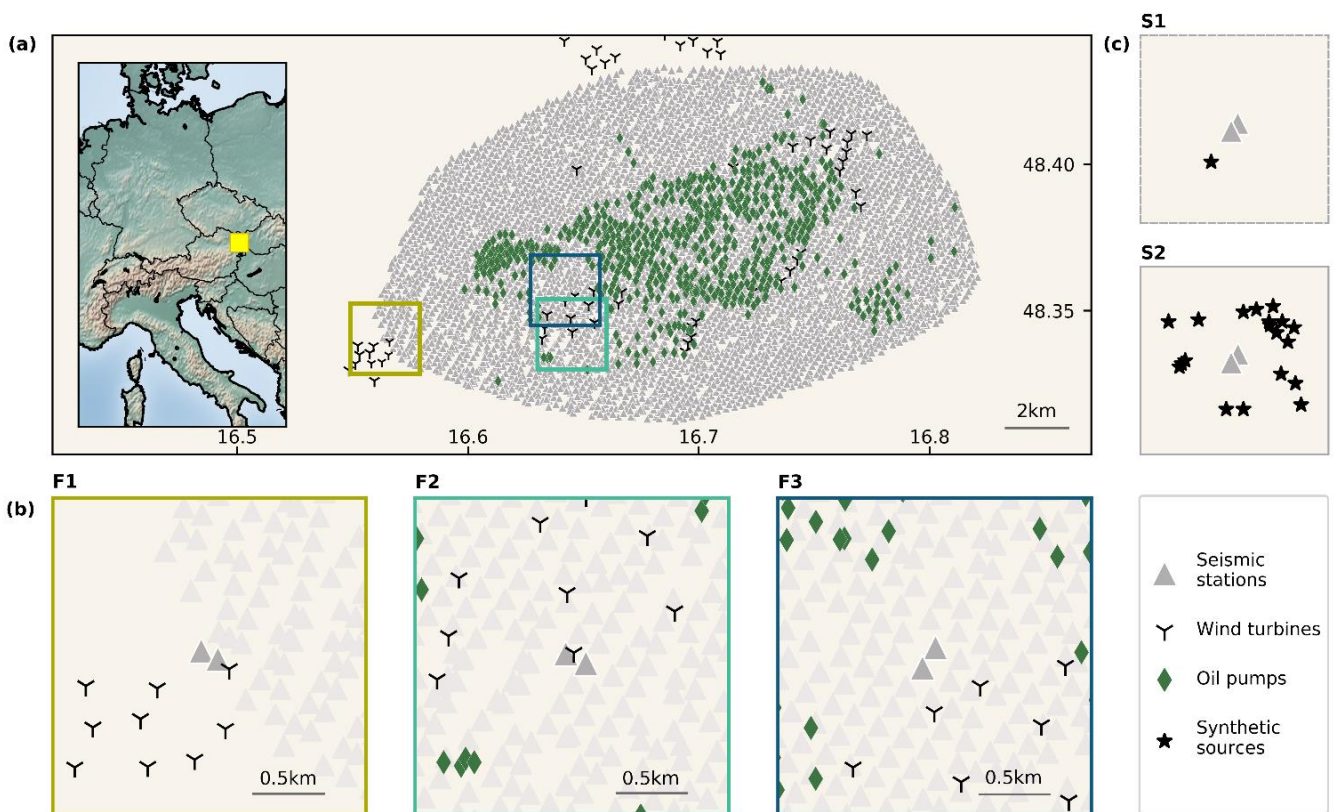 (a)
48.40
48.35
2km
16.5
16.6
16.7
16.8
(c)
S1
S2
(b)
F1
0.5km
F2
0.5km
F3
0.5km
Seismic
stations
Wind turbines
Oil pumps
Synthetic
sources